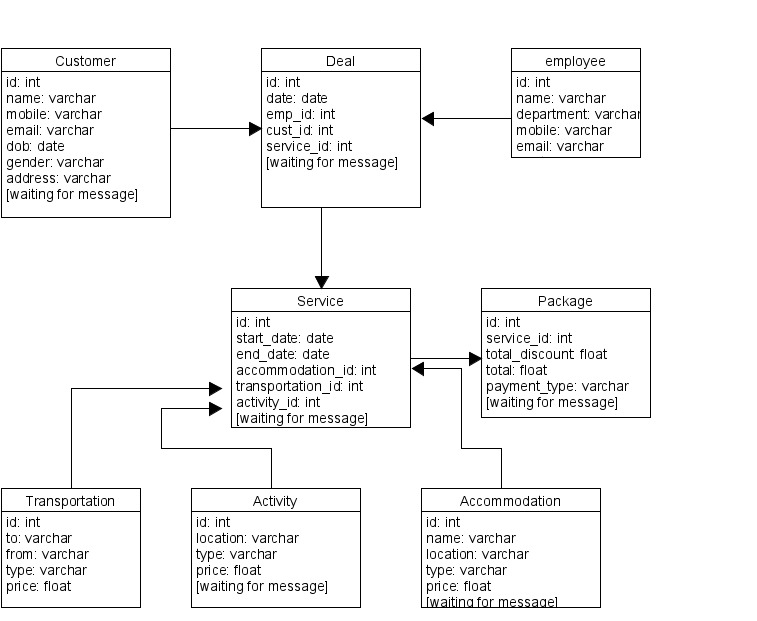 Customer
id: int
name: varchar
mobile: varchar
email: varchar
dob: date
gender: varchar
address: varchar
[waiting for message]
Deal
id: int
date: date
emp_id: int
cust_id: int
service_id: int
[waiting for message]
employee
id: int
name: varchar
department: varchar
mobile: varchar
email: varchar
Service
id: int
start_date: date
end_date: date
accommodation_id: int
transportation_id: int
activity_id: int
[waiting for message]
Package
id: int
service_id: int
total_discount: float
total: float
payment_type: varchar
[waiting for message]
Transportation
id: int
to: varchar
from: varchar
type: varchar
price: float
Activity
id: int
location: varchar
type: varchar
price: float
[waiting for message]
Accommodation
id: int
name: varchar
location: varchar
type: varchar
price: float
[waiting for message]